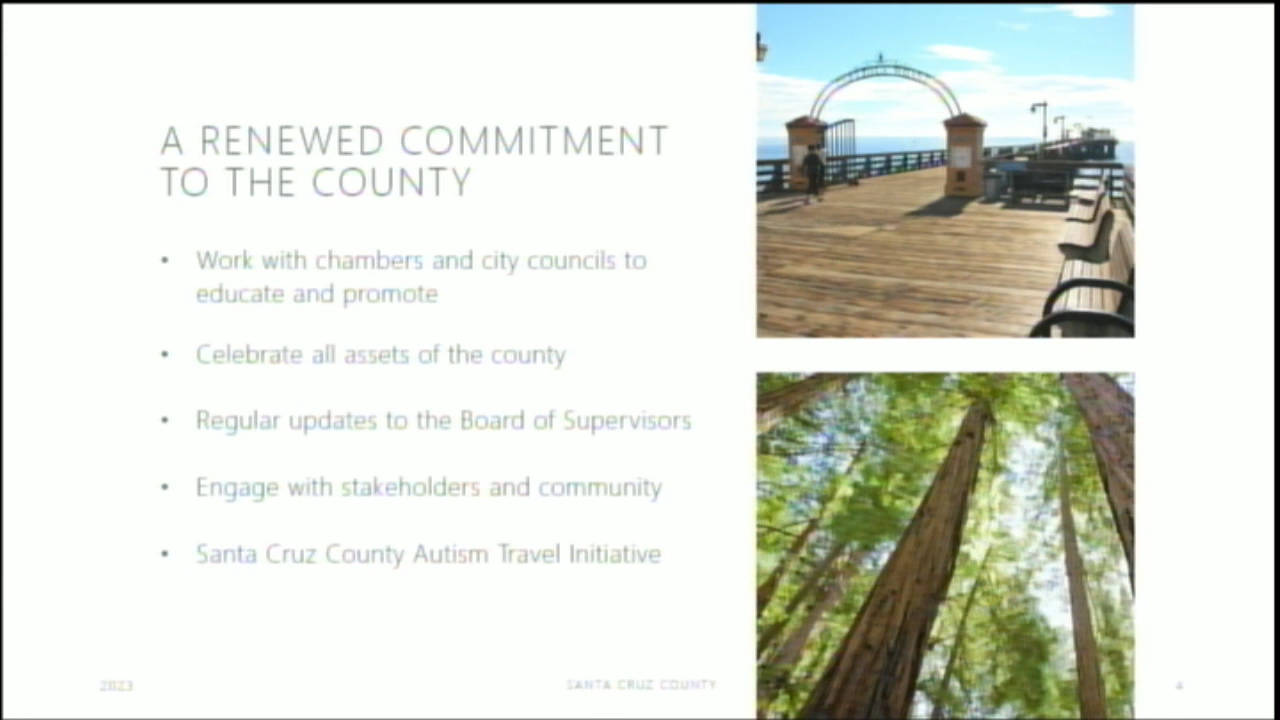 A RENEWED COMMITMENT
TO THE COUNTY
• Work with chambers and city councils to
educate and promote
• Celebrate all assets of the county
• Regular updates to the Board of Supervisors
• Engage with stakeholders and community
• Santa Cruz County Autism Travel Initiative
2023
SANTA CRUZ COUNTY
4